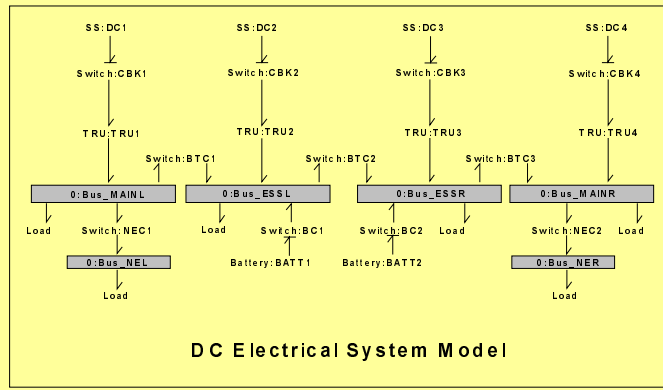 SS:DC1 SS:DC2 SS:DC3 SS:DC4
Switch:CBK1 Switch:CBK2 Switch:CBK3 Switch:CBK4
TRU:TRU1 TRU:TRU2 TRU:TRU3 TRU:TRU4
Switch:BTC1 Switch:BTC2 Switch:BTC3
0:Bus_MAINL 0:Bus_ESSL 0:Bus_ESSR 0:Bus_MAINR
Load Switch:NEC1 Load Switch:BC1 Switch:BC2 Load Switch:NEC2 Load
0:Bus_NEL Battery:BATT1 Battery:BATT2 0:Bus_NER
Load Load
DC Electrical System Model